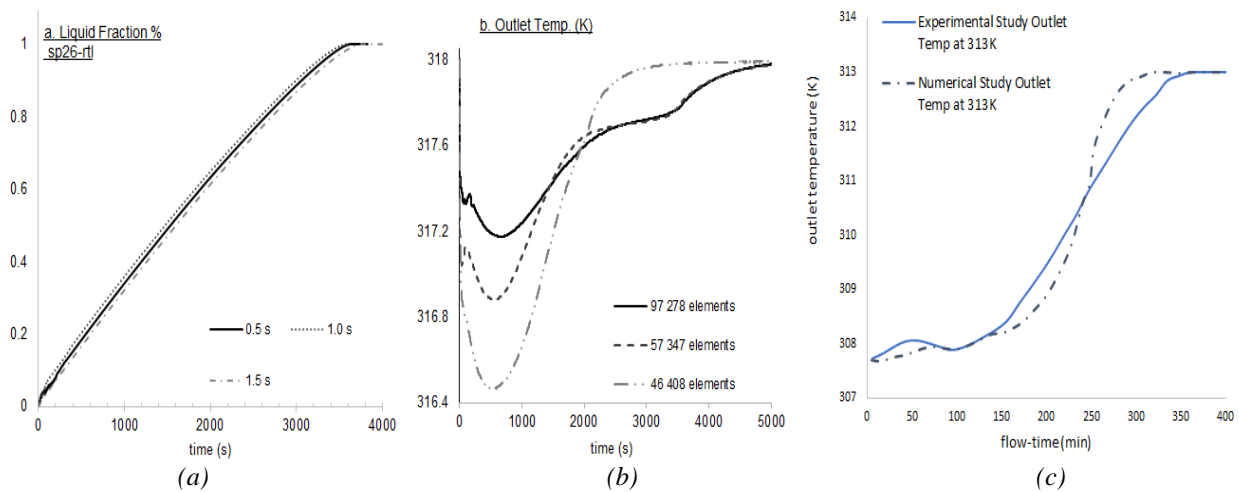 a. Liquid Fraction %
sp26-rtl
1
0.8
0.6
0.4
0.2
0
0 1000 2000 3000 4000
time (s)
0.5 s
1.0 s
1.5 s
(a)
b. Outlet Temp. (K)
318
317.6
317.2
316.8
316.4
0 1000 2000 3000 4000 5000
time (s)
97 278 elements
57 347 elements
46 408 elements
(b)
314
313
312
311
310
309
308
307
outlet temperature (K)
0 50 100 150 200 250 300 350 400
flow-time (min)
Experimental Study Outlet
Temp at 313K
Numerical Study Outlet
Temp at 313K
(c)